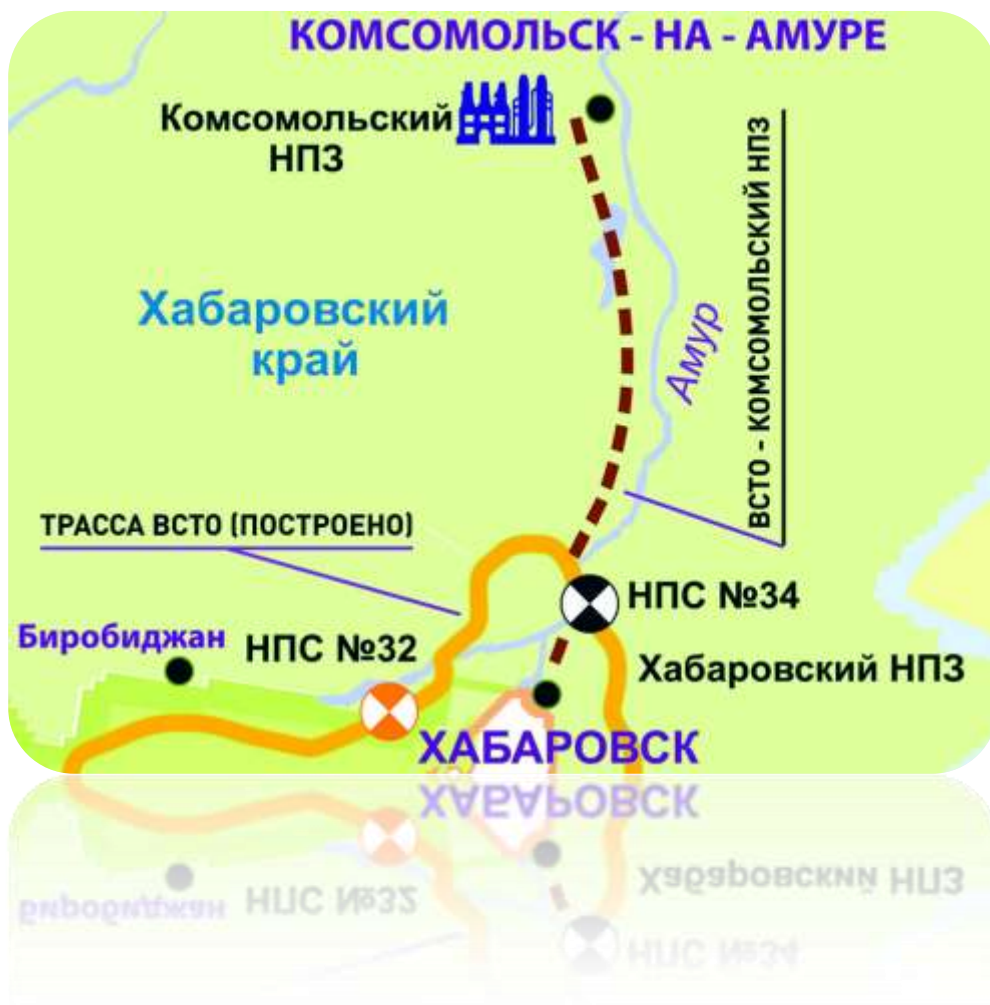 КОМСОМОЛЬСК - НА - АМУРЕ
Комсомольский
НПЗ
ВСТО - КОМСОМОЛЬСКИЙ НПЗ
Хабаровский
край
Амур
ТРАССА ВСТО (ПОСТРОЕНО)
НПС №34
Биробиджан
НПС №32
Хабаровский НПЗ
ХАБАРОВСК